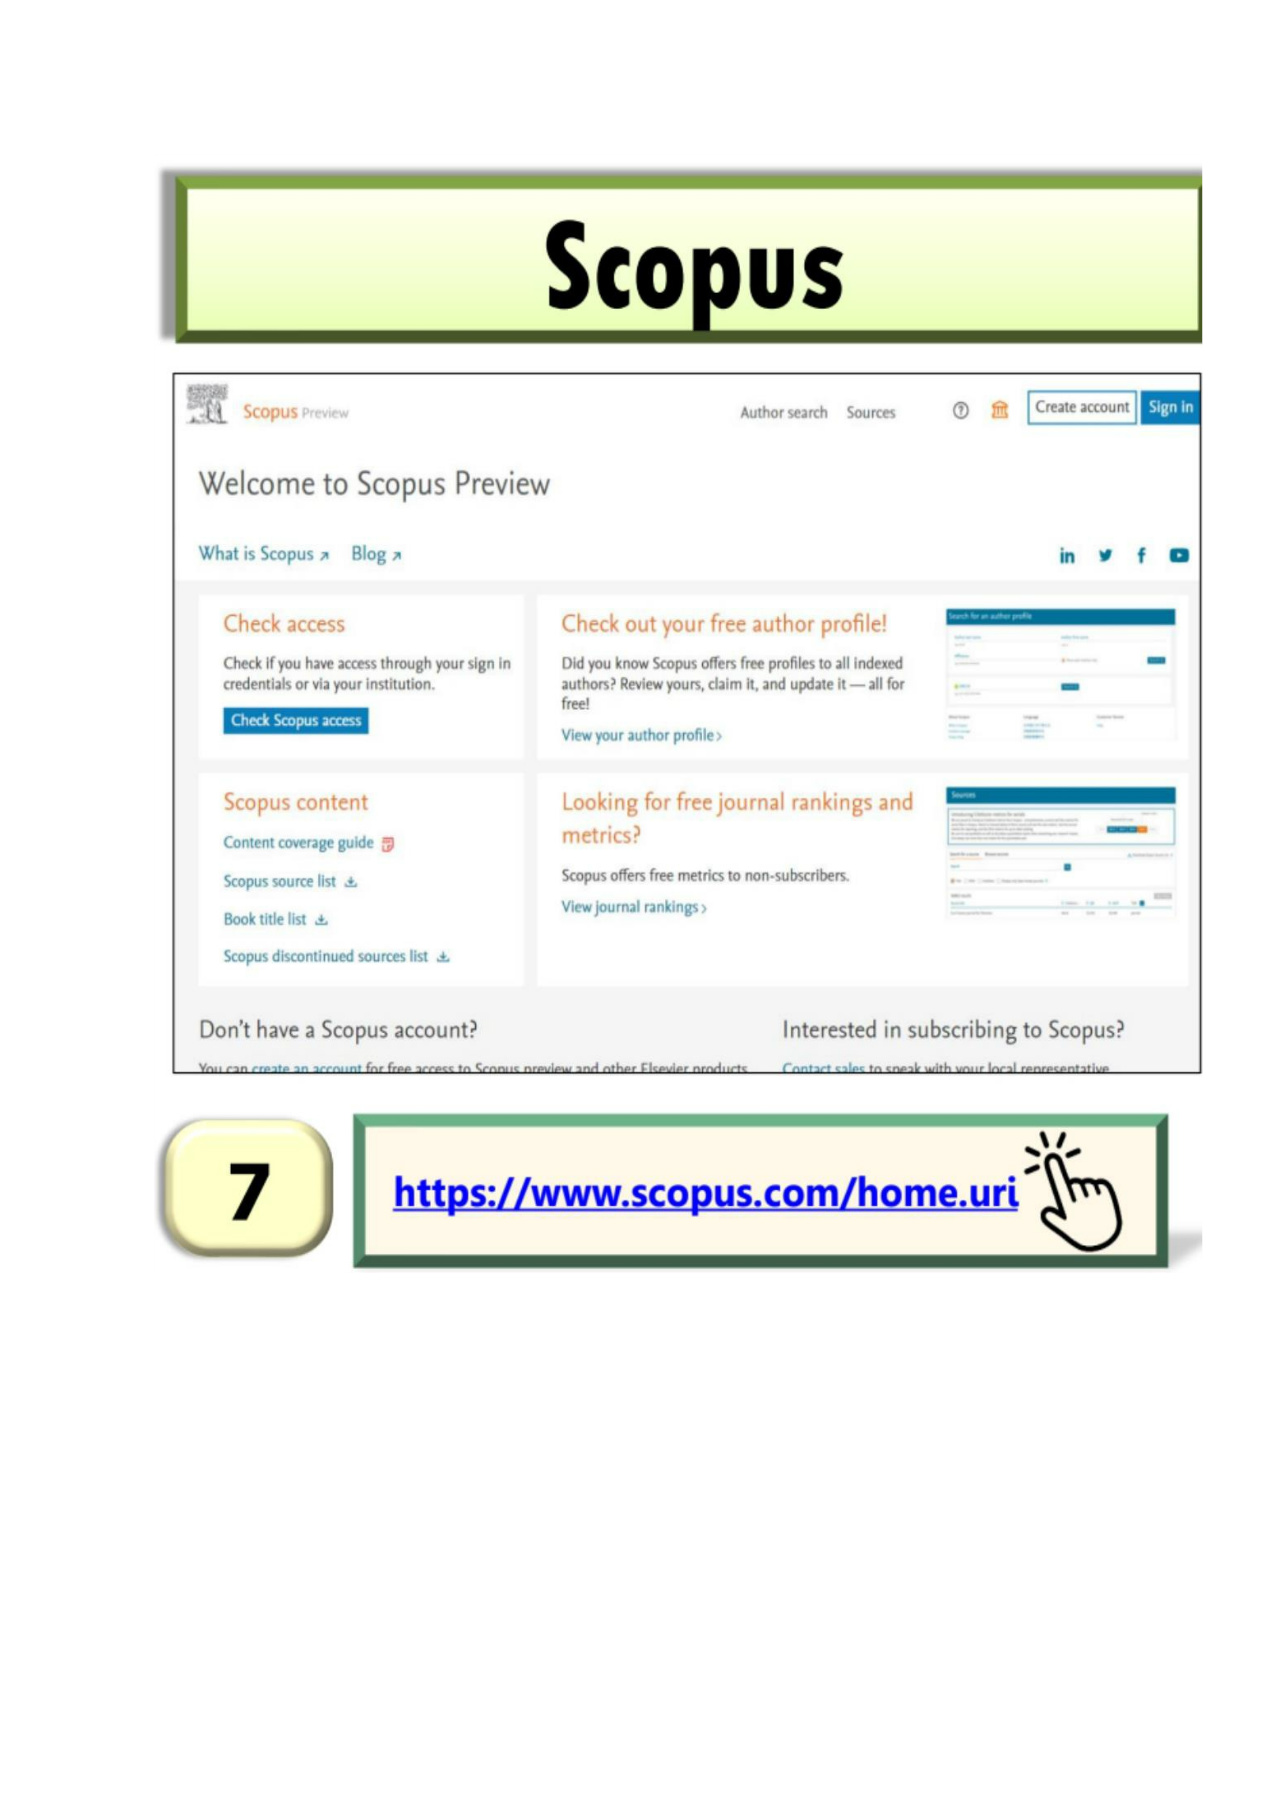 Scopus
Scopus Preview
Author search Sources
Create account
Sign in
Welcome to Scopus Preview
What is Scopus Blog
Check access
Check if you have access through your sign in
credentials or via your institution.
Check Scopus access
Check out your free author profile!
Did you know Scopus offers free profiles to all indexed
authors? Review yours, claim it, and update it — all for
free!
View your author profile
Search for an author profile
Scopus content
Content coverage guide
Scopus source list
Book title list
Scopus discontinued sources list
Looking for free journal rankings and
metrics?
Scopus offers free metrics to non-subscribers.
View journal rankings
Sources
Don't have a Scopus account?
You can create an account for free access to Scopus preview and other Elsevier products
Interested in subscribing to Scopus?
Contact sales to speak with your local representative
7
https://www.scopus.com/home.uri